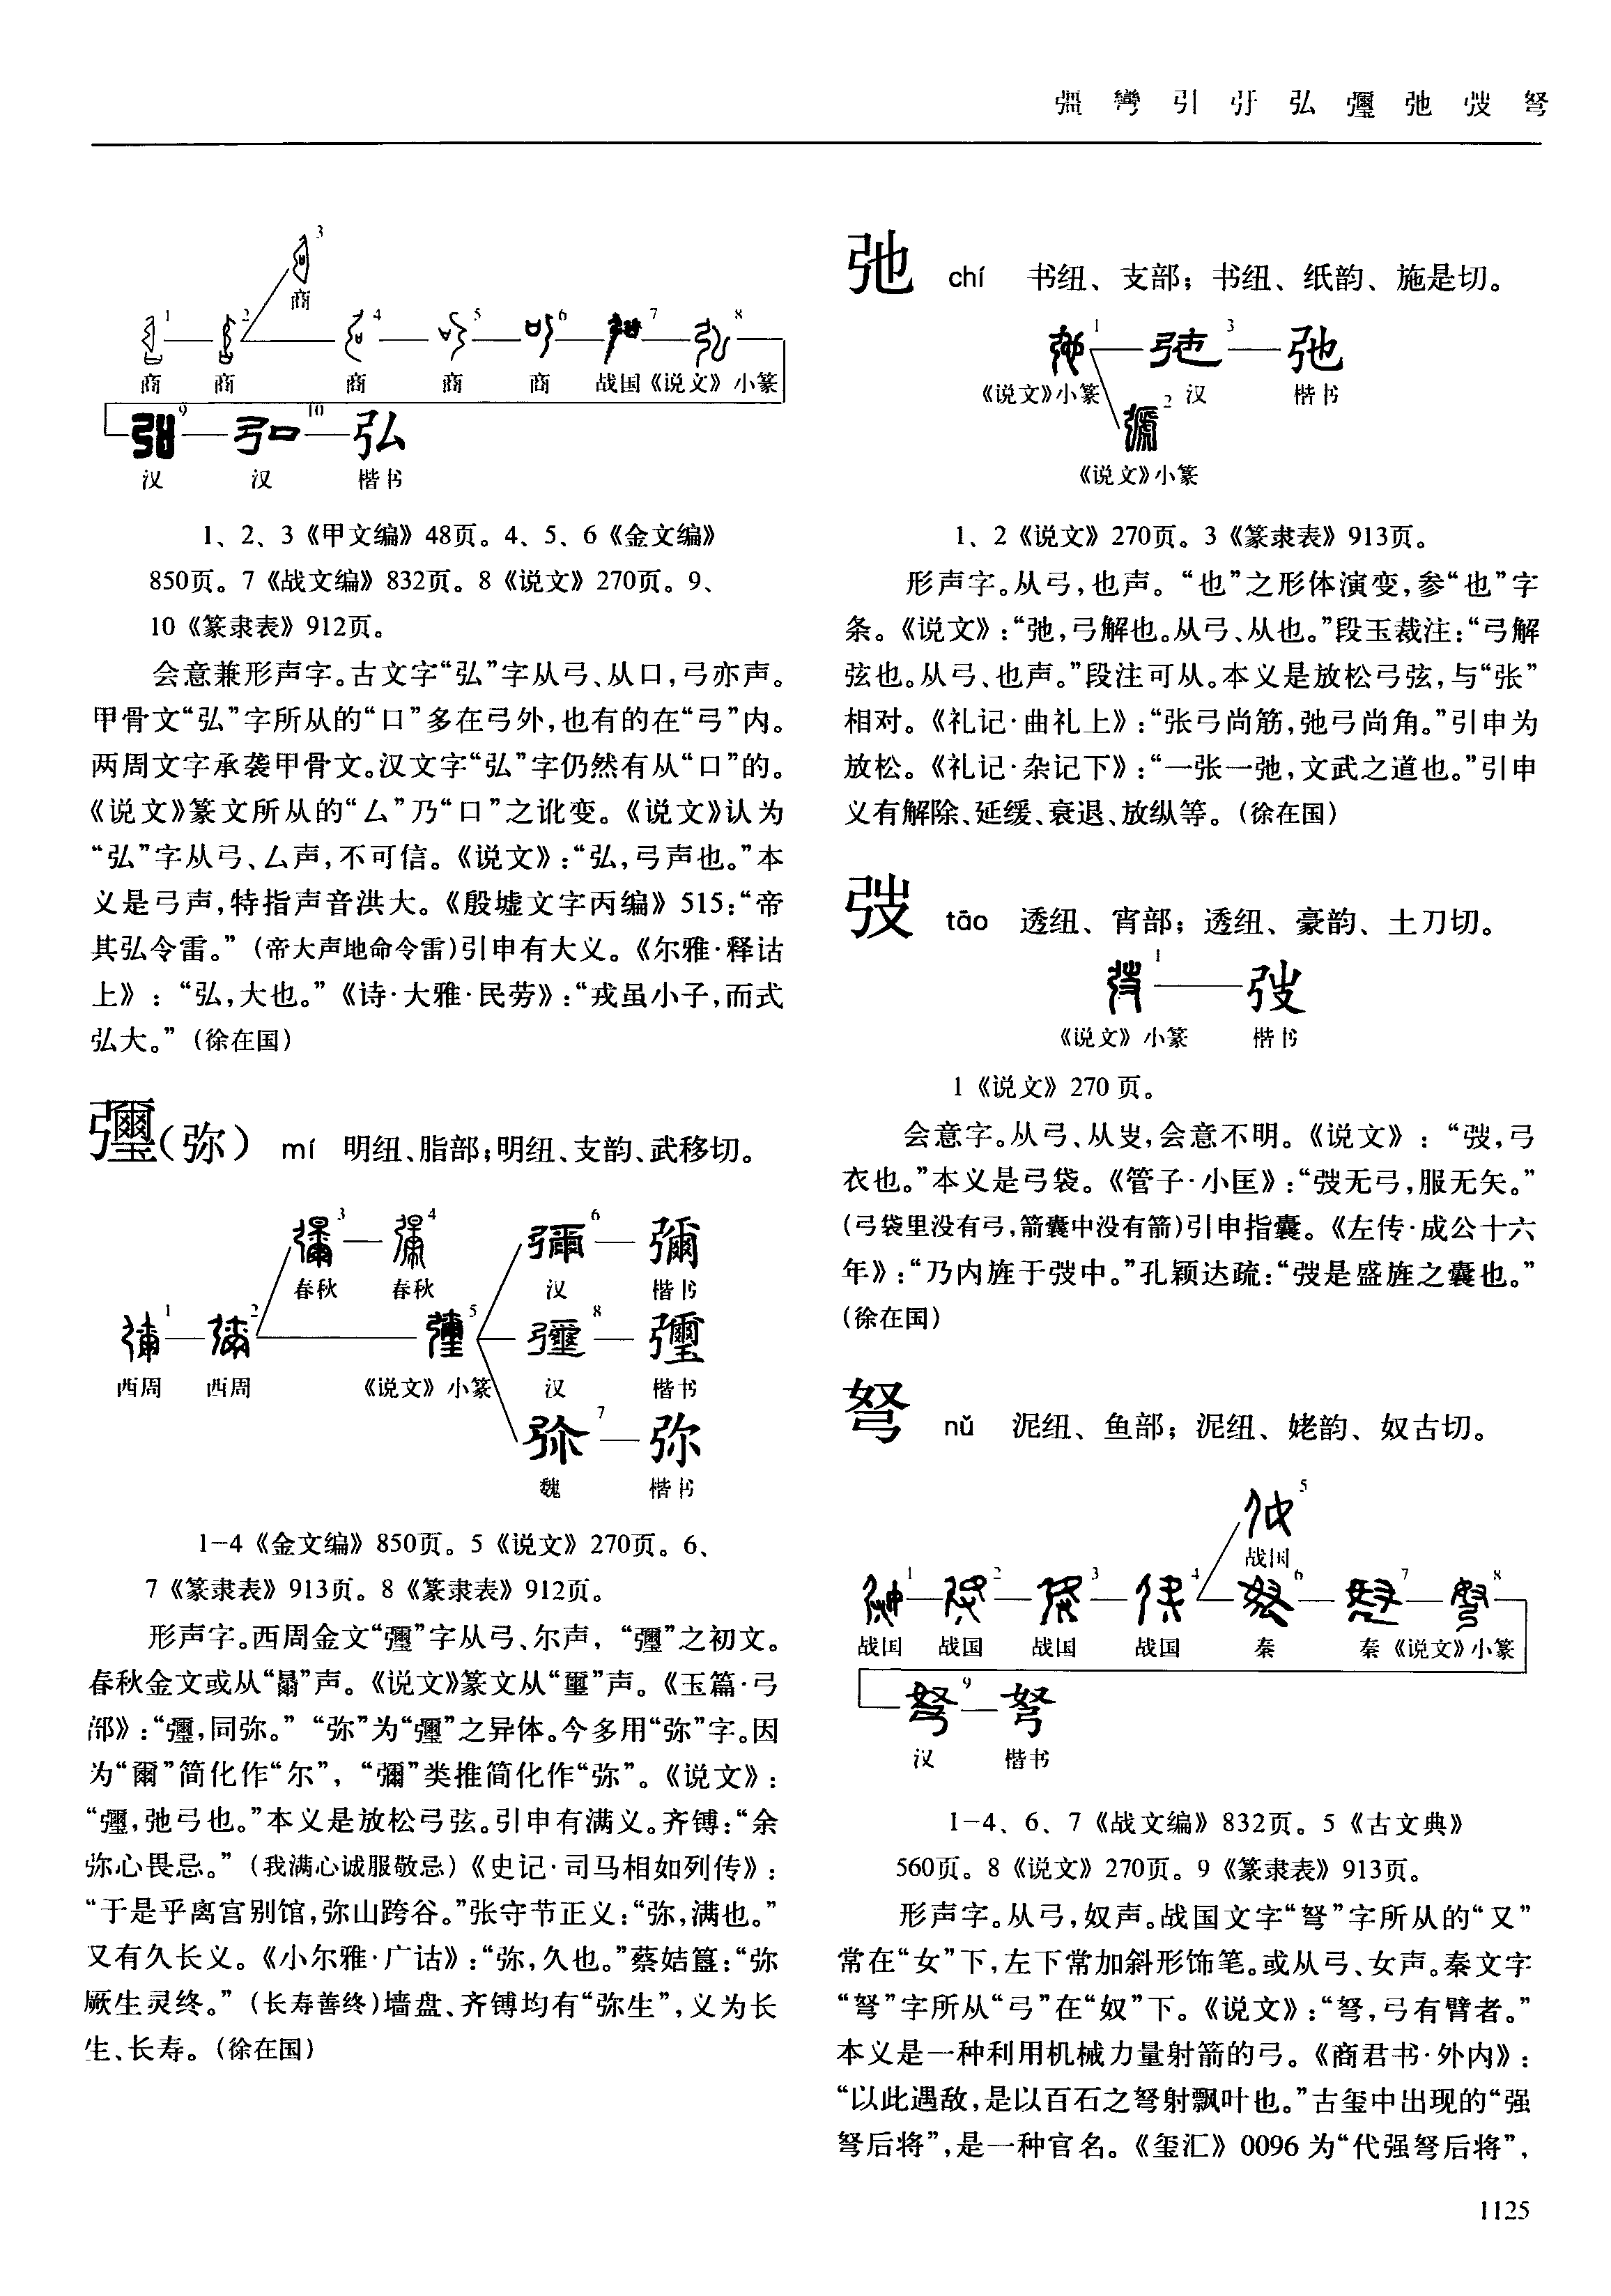 彊 彎 引 弙 弘 彌 弛 弢 弩
3
商
1 2 4 5 6 7 8
商 商 商 商 商 战国《说文》小篆
9 10 弘
汉 汉 楷书
1、2、3《甲文编》48页。4、5、6《金文编》
850页。7《战文编》832页。8《说文》270页。9、
10《篆隶表》912页。
会意兼形声字。古文字“弘”字从弓、从口，弓亦声。
甲骨文“弘”字所从的“口”多在弓外，也有的在“弓”内。
两周文字承袭甲骨文。汉文字“弘”字仍然有从“口”的。
《说文》篆文所从的“厶”乃“口”之讹变。《说文》认为
“弘”字从弓、厶声，不可信。《说文》：“弘，弓声也。”本
义是弓声，特指声音洪大。《殷墟文字丙编》515：“帝
其弘令雷。”（帝大声地命令雷）引申有大义。《尔雅·释诂
上》：“弘，大也。”《诗·大雅·民劳》：“戎虽小子，而式
弘大。”（徐在国）
瓕（弥） mí 明纽、脂部；明纽、支韵、武移切。
3 4 6 彌
春秋 春秋 汉 楷书
1 2 5 8 瓕
西周 西周 《说文》小篆 汉 楷书
7 弥
魏 楷书
1-4《金文编》850页。5《说文》270页。6、
7《篆隶表》913页。8《篆隶表》912页。
形声字。西周金文“瓕”字从弓、尔声，“瓕”之初文。
春秋金文或从“”声。《说文》篆文从“壐”声。《玉篇·弓
部》：“瓕，同弥。”“弥”为“瓕”之异体。今多用“弥”字。因
为“爾”简化作“尔”，“彌”类推简化作“弥”。《说文》：
“瓕，弛弓也。”本义是放松弓弦。引申有满义。齐镈：“余
弥心畏忌。”（我满心诚服敬忌）《史记·司马相如列传》：
“于是乎离宫别馆，弥山跨谷。”张守节正义：“弥，满也。”
又有久长义。《小尔雅·广诂》：“弥，久也。”蔡姞簋：“弥
厥生灵终。”（长寿善终）墙盘、齐镈均有“弥生”，义为长
生、长寿。（徐在国）
弛 chí 书纽、支部；书纽、纸韵、施是切。
1 3 弛
《说文》小篆 2 汉 楷书
《说文》小篆
1、2《说文》270页。3《篆隶表》913页。
形声字。从弓，也声。“也”之形体演变，参“也”字
条。《说文》：“弛，弓解也。从弓、从也。”段玉裁注：“弓解
弦也。从弓、也声。”段注可从。本义是放松弓弦，与“张”
相对。《礼记·曲礼上》：“张弓尚筋，弛弓尚角。”引申为
放松。《礼记·杂记下》：“一张一弛，文武之道也。”引申
义有解除、延缓、衰退、放纵等。（徐在国）
弢 tāo 透纽、宵部；透纽、豪韵、土刀切。
1 弢
《说文》小篆 楷书
1《说文》270页。
会意字。从弓、从㞢，会意不明。《说文》：“弢，弓
衣也。”本义是弓袋。《管子·小匡》：“弢无弓，服无矢。”
（弓袋里没有弓，箭囊中没有箭）引申指囊。《左传·成公十六
年》：“乃内旌于弢中。”孔颖达疏：“弢是盛旌之囊也。”
（徐在国）
弩 nǔ 泥纽、鱼部；泥纽、姥韵、奴古切。
5
战国
1 2 3 4 6 7 8
战国 战国 战国 战国 秦 秦《说文》小篆
9 弩
汉 楷书
1-4、6、7《战文编》832页。5《古文典》
560页。8《说文》270页。9《篆隶表》913页。
形声字。从弓，奴声。战国文字“弩”字所从的“又”
常在“女”下，左下常加斜形饰笔。或从弓、女声。秦文字
“弩”字所从“弓”在“奴”下。《说文》：“弩，弓有臂者。”
本义是一种利用机械力量射箭的弓。《商君书·外内》：
“以此遇敌，是以百石之弩射飘叶也。”古玺中出现的“强
弩后将”，是一种官名。《玺汇》0096为“代强弩后将”，
1125